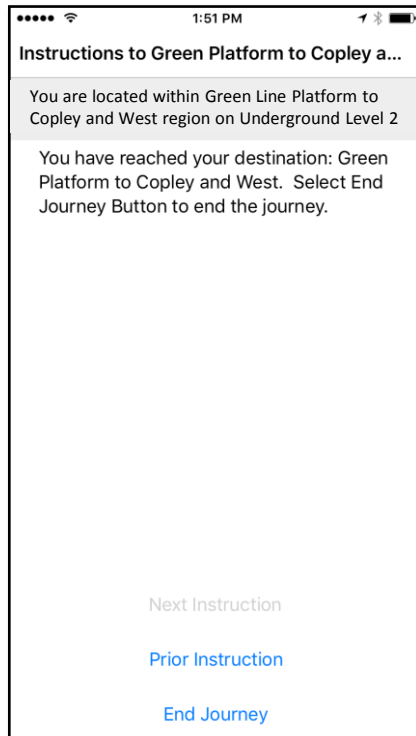 1:51 PM
Instructions to Green Platform to Copley a...
You are located within Green Line Platform to
Copley and West region on Underground Level 2
You have reached your destination: Green
Platform to Copley and West.  Select End
Journey Button to end the journey.
Next Instruction
Prior Instruction
End Journey